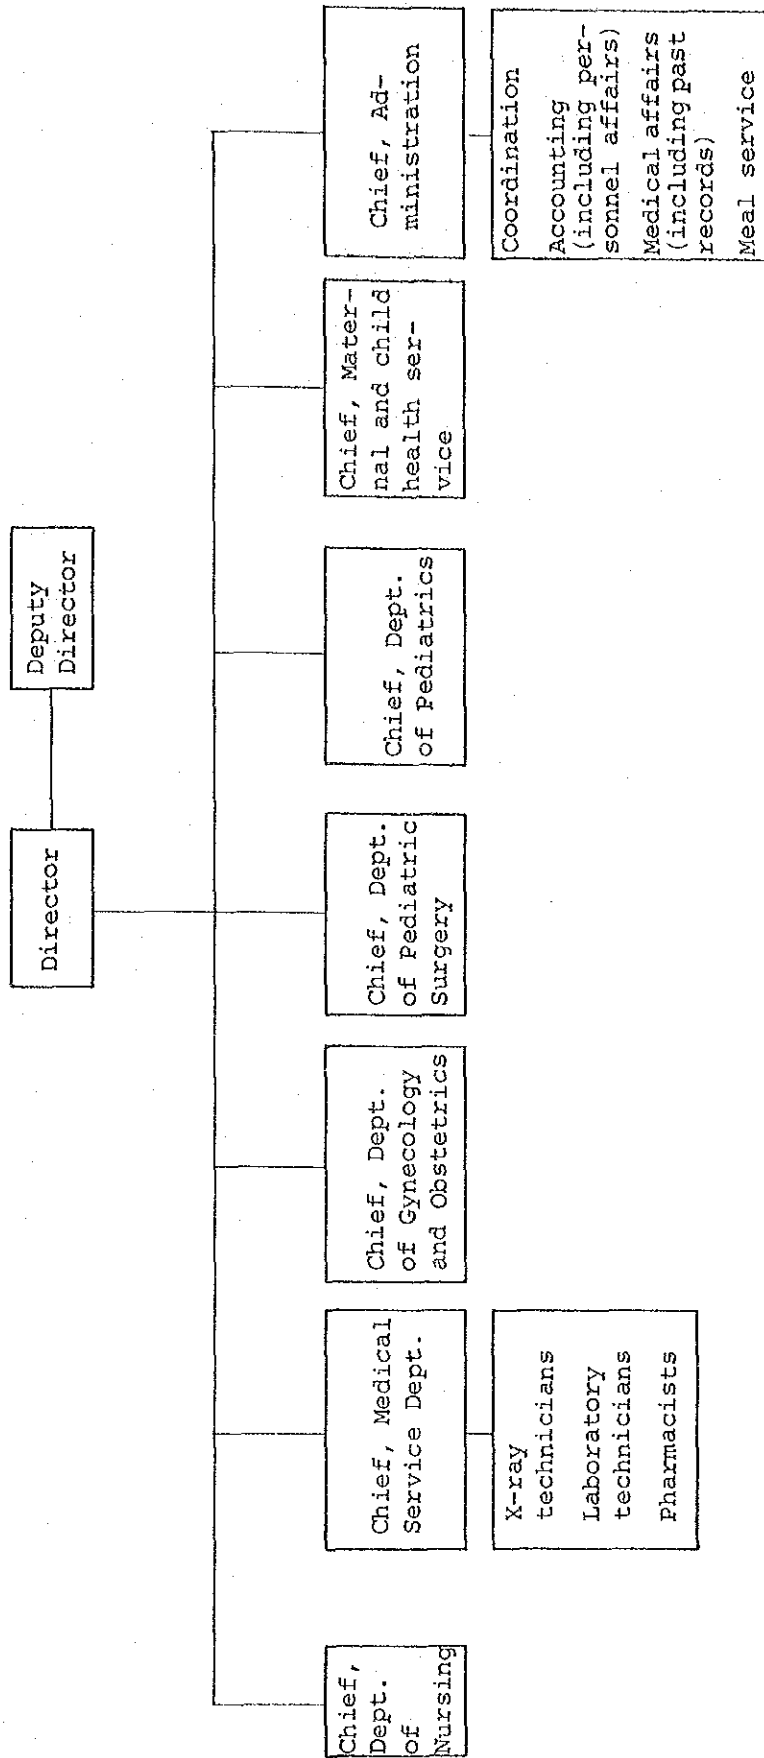 Director
Deputy
Director
Chief,
Dept.
of
Nursing
Chief, Medical
Service Dept.
Chief, Dept.
of Gynecology
and Obstetrics
Chief, Dept.
of Pediatric
Surgery
Chief, Dept.
of Pediatrics
Chief, Mater-
nal and child
health ser-
vice
Chief, Ad-
ministration
X-ray
technicians
Laboratory
technicians
Pharmacists
Coordination
Accounting
(including per-
sonnel affairs)
Medical affairs
(including past
records)
Meal service